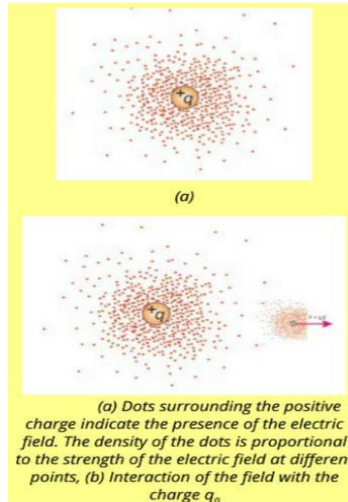 +q
(a)
+q
(a) Dots surrounding the positive
charge indicate the presence of the electric
field. The density of the dots is proportional
to the strength of the electric field at differen
points, (b) Interaction of the field with the
charge q₀